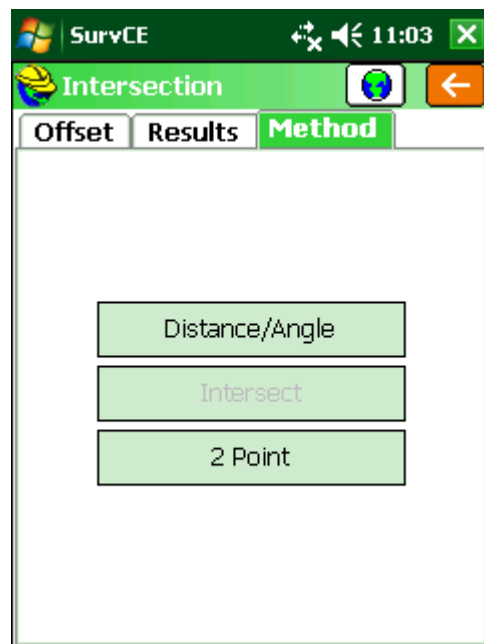 SurvCE 11:03
Intersection
Offset Results Method
Distance/Angle
Intersect
2 Point